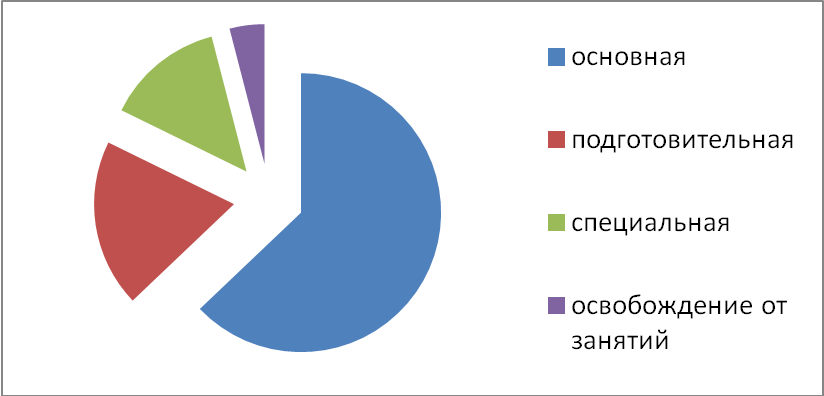 основная
подготовительная
специальная
освобождение от
занятий